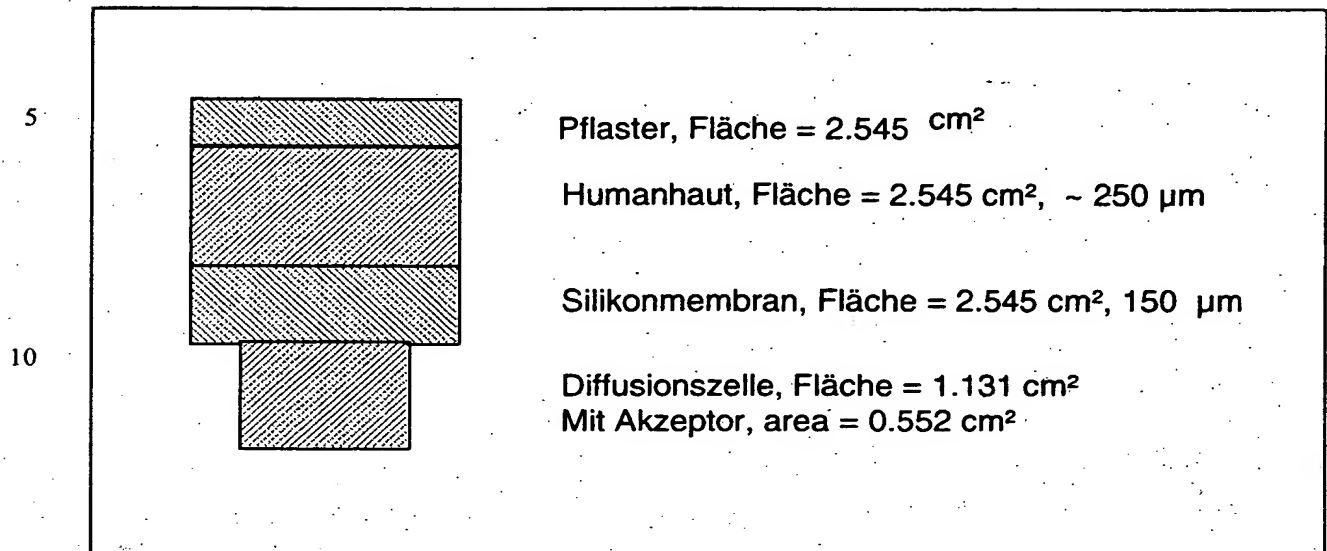 5
Pflaster, Fläche = 2.545 cm²
Humanhaut, Fläche = 2.545 cm², ~ 250 µm
Silikonmembran, Fläche = 2.545 cm², 150 µm
10
Diffusionszelle, Fläche = 1.131 cm²
Mit Akzeptor, area = 0.552 cm²